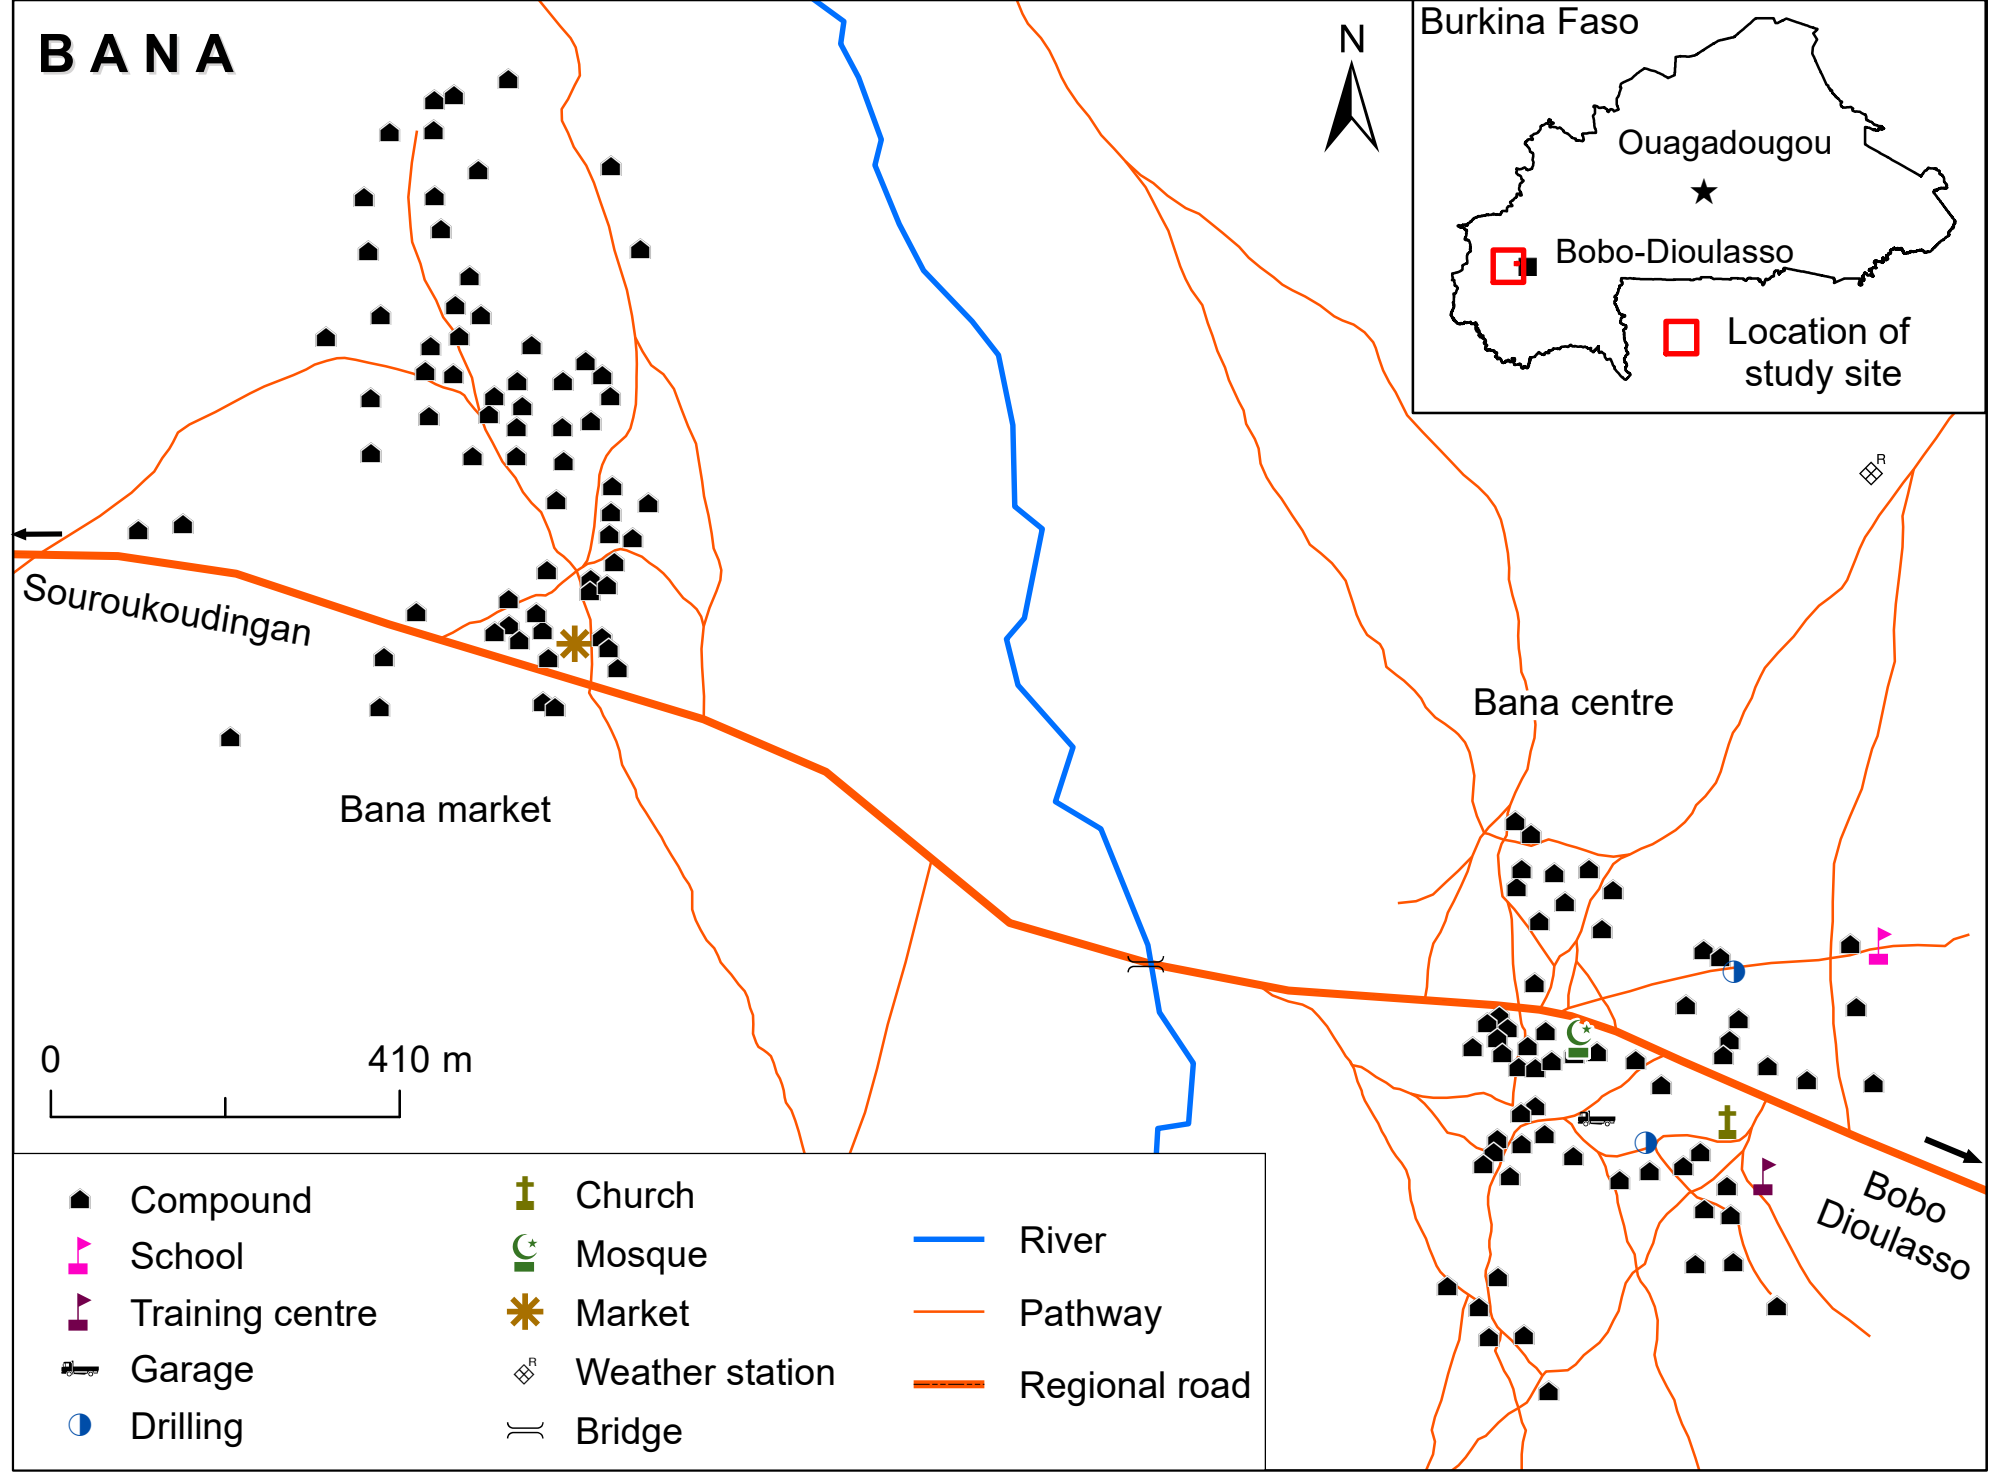 BANA
N
Burkina Faso
Ouagadougou
Bobo-Dioulasso
Location of
study site
R
Souroukoudingan
Bana centre
Bana market
0 410 m
Bobo
Dioulasso
Compound
School
Training centre
Garage
Drilling
Church
Mosque
Market
R
Weather station
Bridge
River
Pathway
Regional road